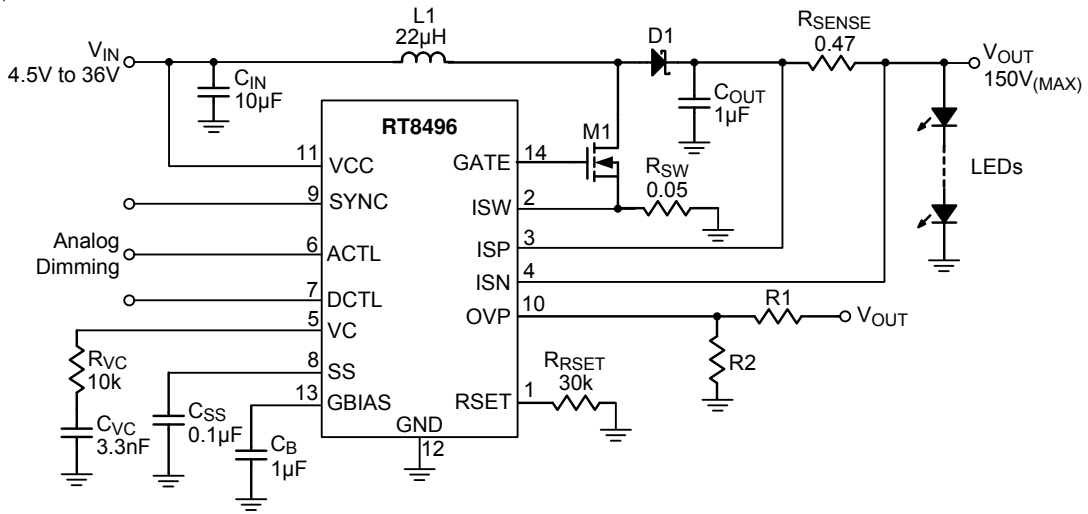 L1
22µH
D1
RSENSE
0.47
VIN
4.5V to 36V
VOUT
150V(MAX)
CIN
10µF
COUT
1µF
RT8496
M1
LEDs
11
VCC
GATE
14
RSW
0.05
9
SYNC
ISW
2
Analog
Dimming
6
ACTL
ISP
3
ISN
4
7
DCTL
OVP
10
R1
VOUT
5
VC
R2
RVC
10k
8
SS
RRSET
30k
13
GBIAS
RSET
1
CVC
3.3nF
CSS
0.1µF
CB
1µF
GND
12